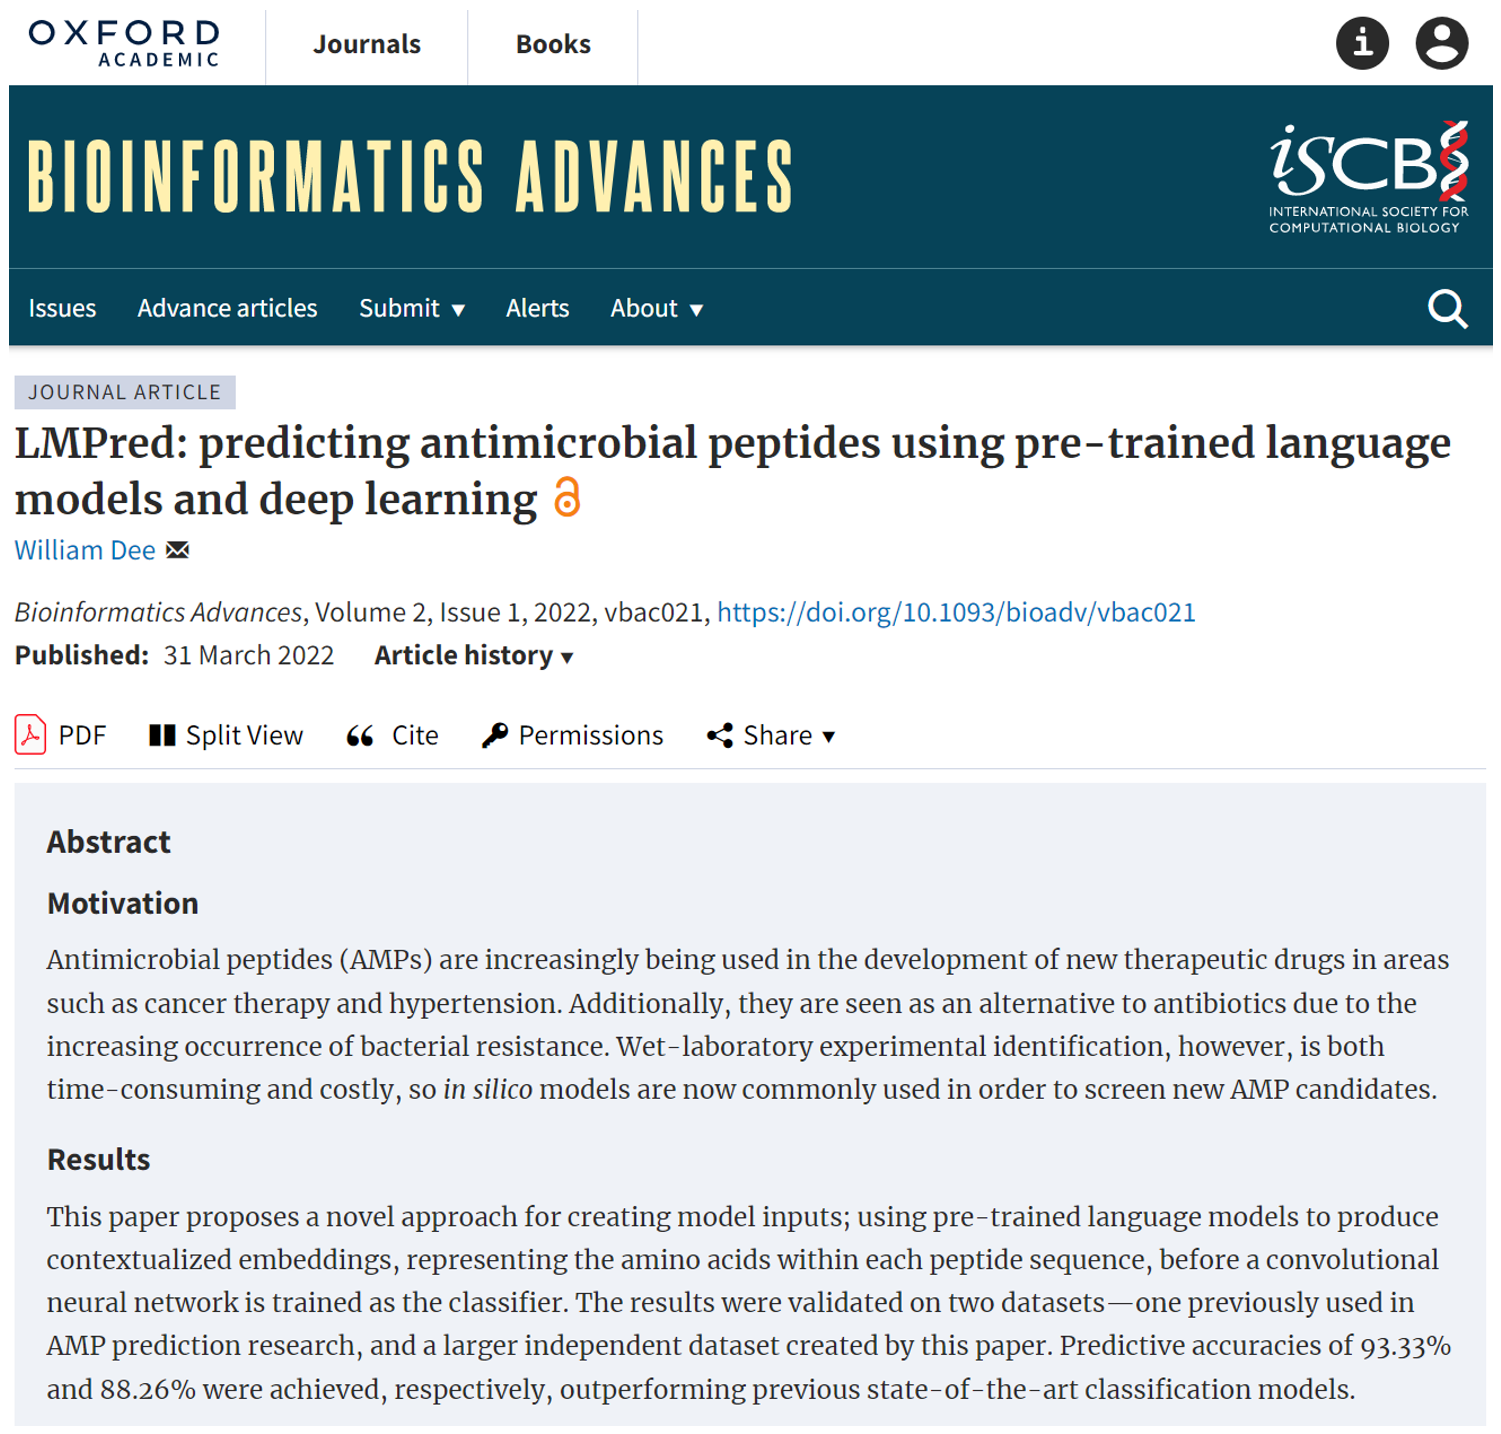 OXFORD
ACADEMIC
Journals
Books
BIOINFORMATICS ADVANCES
iSCB
INTERNATIONAL SOCIETY FOR
COMPUTATIONAL BIOLOGY
Issues
Advance articles
Submit ▼
Alerts
About ▼
JOURNAL ARTICLE
LMPred: predicting antimicrobial peptides using pre-trained language
models and deep learning
William Dee
Bioinformatics Advances, Volume 2, Issue 1, 2022, vbac021, https://doi.org/10.1093/bioadv/vbac021
Published: 31 March 2022 Article history ▼
PDF
Split View
Cite
Permissions
Share ▼
Abstract
Motivation
Antimicrobial peptides (AMPs) are increasingly being used in the development of new therapeutic drugs in areas
such as cancer therapy and hypertension. Additionally, they are seen as an alternative to antibiotics due to the
increasing occurrence of bacterial resistance. Wet-laboratory experimental identification, however, is both
time-consuming and costly, so in silico models are now commonly used in order to screen new AMP candidates.
Results
This paper proposes a novel approach for creating model inputs; using pre-trained language models to produce
contextualized embeddings, representing the amino acids within each peptide sequence, before a convolutional
neural network is trained as the classifier. The results were validated on two datasets—one previously used in
AMP prediction research, and a larger independent dataset created by this paper. Predictive accuracies of 93.33%
and 88.26% were achieved, respectively, outperforming previous state-of-the-art classification models.